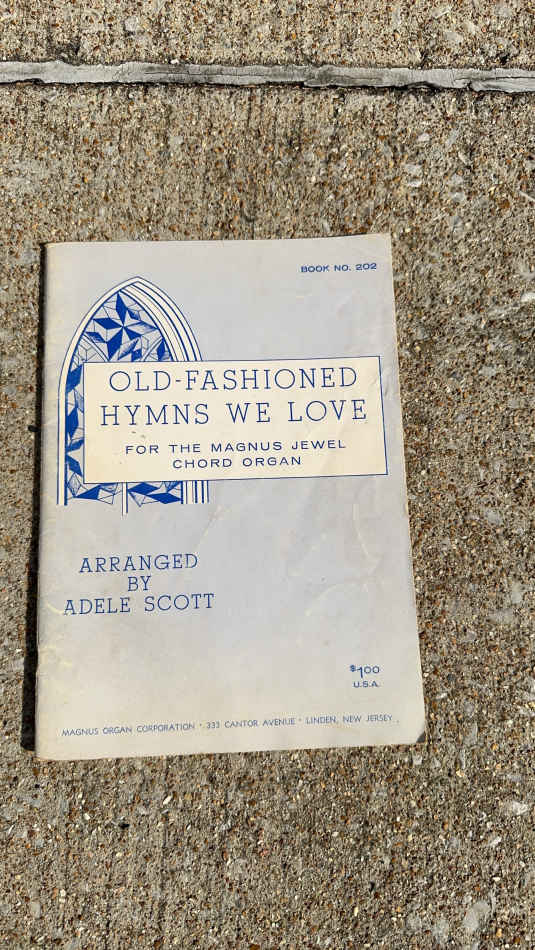 BOOK NO. 202
OLD-FASHIONED
HYMNS WE LOVE
FOR THE MAGNUS JEWEL
CHORD ORGAN
ARRANGED
BY
ADELE SCOTT
$1.00
U.S.A.
MAGNUS ORGAN CORPORATION • 333 CANTOR AVENUE • LINDEN, NEW JERSEY